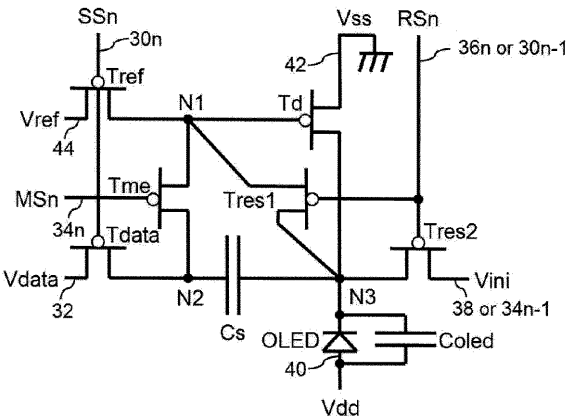 SSn
30n
Vss
42
RSn
36n or 30n-1
Tref
Vref
44
N1
Td
Tme
MSn
34n
Tres1
Tdata
Tres2
Vdata
32
N2
Cs
N3
Vini
38 or 34n-1
OLED
40
Coled
Vdd